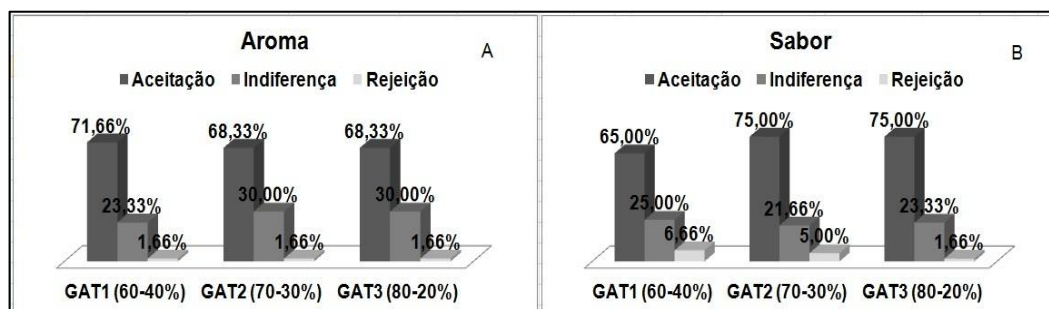 Aroma
A
Aceitação Indiferença Rejeição
71,66%
68,33%
68,33%
23,33%
30,00%
30,00%
1,66%
1,66%
1,66%
GAT1 (60-40%) GAT2 (70-30%) GAT3 (80-20%)
Sabor
B
Aceitação Indiferença Rejeição
65,00%
75,00%
75,00%
25,00%
21,66%
23,33%
6,66%
5,00%
1,66%
GAT1 (60-40%) GAT2 (70-30%) GAT3 (80-20%)